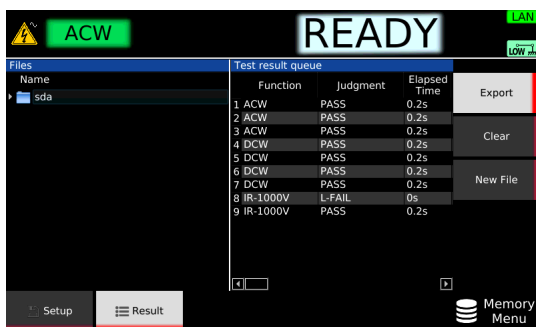 ACW
READY
LAN
LOW
Files
Name
sda
Test result queue
Function Judgment Elapsed Time
1 ACW PASS 0.2s
2 ACW PASS 0.2s
3 ACW PASS 0.2s
4 DCW PASS 0.2s
5 DCW PASS 0.2s
6 DCW PASS 0.2s
7 DCW PASS 0.2s
8 IR-1000V L-FAIL 0s
9 IR-1000V PASS 0.2s
Export
Clear
New File
Setup
Result
Memory
Menu